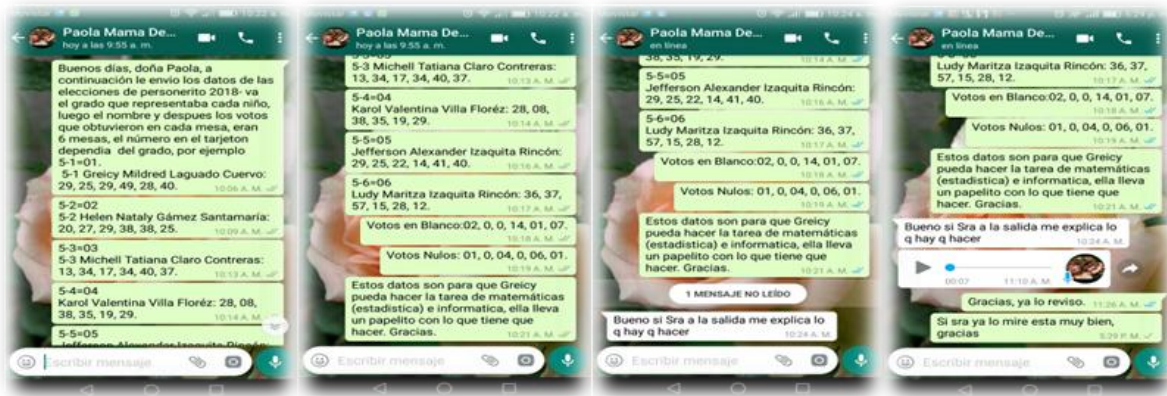 Paola Mama De...
hoy a las 9:55 a. m.
Buenos días, doña Paola, a
continuación le envio los datos de las
elecciones de personerito 2018- va
el grado que representaba cada niño,
luego el nombre y despues los votos
que obtuvieron en cada mesa, eran
6 mesas, el número en el tarjeton
dependia del grado, por ejemplo
5-1=01.
5-1 Greicy Mildred Laguado Cuervo:
29, 25, 29, 49, 28, 40.
10:06 A. M.
5-2=02
5-2 Helen Nataly Gámez Santamaría:
20, 27, 29, 38, 38, 25.
10:09 A. M.
5-3=03
5-3 Michell Tatiana Claro Contreras:
13, 34, 17, 34, 40, 37.
10:13 A. M.
5-4=04
Karol Valentina Villa Floréz: 28, 08,
38, 35, 19, 29.
10:14 A. M.
5-5=05
Escribir mensaje
Paola Mama De...
hoy a las 9:55 a. m.
5-3=03
5-3 Michell Tatiana Claro Contreras:
13, 34, 17, 34, 40, 37.
10:13 A. M.
5-4=04
Karol Valentina Villa Floréz: 28, 08,
38, 35, 19, 29.
10:14 A. M.
5-5=05
Jefferson Alexander Izaquita Rincón:
29, 25, 22, 14, 41, 40.
10:16 A. M.
5-6=06
Ludy Maritza Izaquita Rincón: 36, 37,
57, 15, 28, 12.
10:17 A. M.
Votos en Blanco:02, 0, 0, 14, 01, 07.
10:18 A. M.
Votos Nulos: 01, 0, 04, 0, 06, 01.
10:19 A. M.
Estos datos son para que Greicy
pueda hacer la tarea de matemáticas
(estadistica) e informatica, ella lleva
un papelito con lo que tiene que
hacer. Gracias.
10:21 A. M.
Escribir mensaje
Paola Mama De...
en línea
38, 35, 19, 29.
10:14 A. M.
5-5=05
Jefferson Alexander Izaquita Rincón:
29, 25, 22, 14, 41, 40.
10:16 A. M.
5-6=06
Ludy Maritza Izaquita Rincón: 36, 37,
57, 15, 28, 12.
10:17 A. M.
Votos en Blanco:02, 0, 0, 14, 01, 07.
10:18 A. M.
Votos Nulos: 01, 0, 04, 0, 06, 01.
10:19 A. M.
Estos datos son para que Greicy
pueda hacer la tarea de matemáticas
(estadistica) e informatica, ella lleva
un papelito con lo que tiene que
hacer. Gracias.
10:21 A. M.
1 MENSAJE NO LEÍDO
Bueno si Sra a la salida me explica lo
q hay q hacer
10:24 A. M.
Escribir mensaje
Paola Mama De...
en línea
Ludy Maritza Izaquita Rincón: 36, 37,
57, 15, 28, 12.
10:17 A. M.
Votos en Blanco:02, 0, 0, 14, 01, 07.
10:18 A. M.
Votos Nulos: 01, 0, 04, 0, 06, 01.
10:19 A. M.
Estos datos son para que Greicy
pueda hacer la tarea de matemáticas
(estadistica) e informatica, ella lleva
un papelito con lo que tiene que
hacer. Gracias.
10:21 A. M.
Bueno si Sra a la salida me explica lo
q hay q hacer
10:24 A. M.
00:07
11:10 A. M.
Gracias, ya lo reviso.
11:26 A. M.
Si sra ya lo mire esta muy bien,
gracias
5:29 P. M.
Escribir mensaje